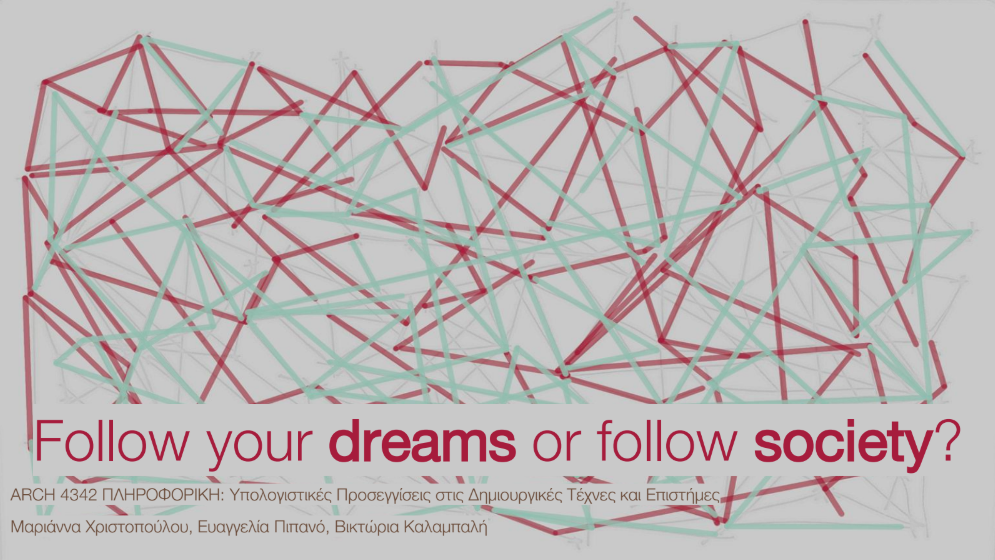 Follow your dreams or follow society?
ARCH 4342 ΠΛΗΡΟΦΟΡΙΚΗ: Υπολογιστικές Προσεγγίσεις στις Δημιουργικές Τέχνες και Επιστήμες
Μαριάννα Χριστοπούλου, Ευαγγελία Πιπανό, Βικτώρια Καλαμπαλή